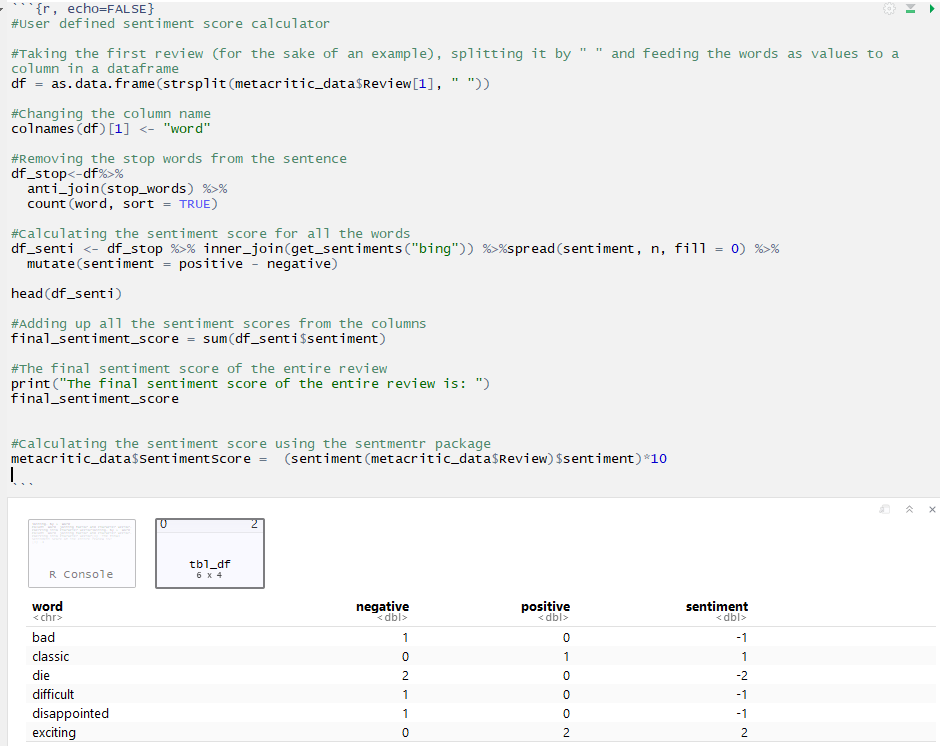 ```{r, echo=FALSE}
#User defined sentiment score calculator
#Taking the first review (for the sake of an example), splitting it by " " and feeding the words as values to a
column in a dataframe
df = as.data.frame(strsplit(metacritic_data$Review[1], " "))
#Changing the column name
colnames(df)[1] <- "word"
#Removing the stop words from the sentence
df_stop<-df%>%
  anti_join(stop_words) %>%
  count(word, sort = TRUE)
#Calculating the sentiment score for all the words
df_senti <- df_stop %>% inner_join(get_sentiments("bing")) %>%spread(sentiment, n, fill = 0) %>%
  mutate(sentiment = positive - negative)
head(df_senti)
#Adding up all the sentiment scores from the columns
final_sentiment_score = sum(df_senti$sentiment)
#The final sentiment score of the entire review
print("The final sentiment score of the entire review is: ")
final_sentiment_score
#Calculating the sentiment score using the sentmentr package
metacritic_data$SentimentScore =  (sentiment(metacritic_data$Review)$sentiment)*10
```
R Console
0 2
tbl_df
6 x 4
word negative positive sentiment
<chr> <dbl> <dbl> <dbl>
bad 1 0 -1
classic 0 1 1
die 2 0 -2
difficult 1 0 -1
disappointed 1 0 -1
exciting 0 2 2